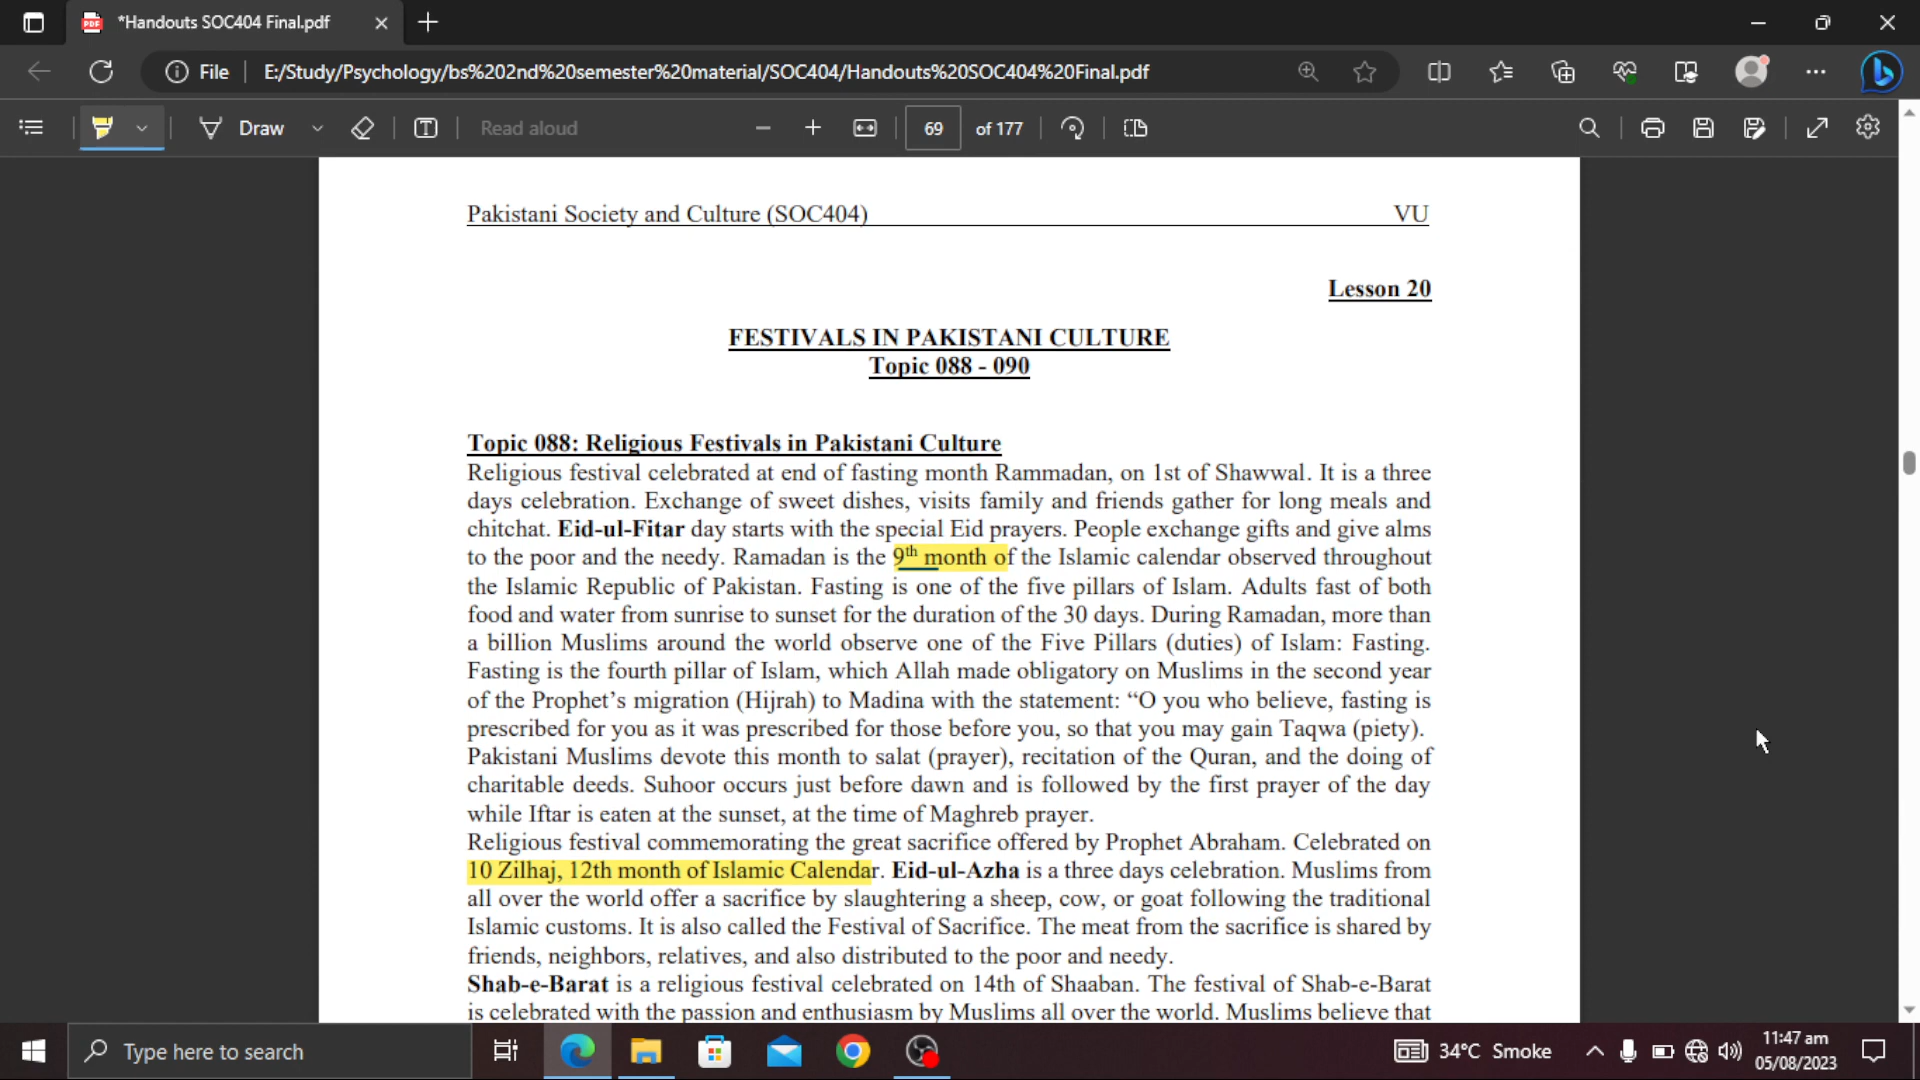 *Handouts SOC404 Final.pdf
File
E:/Study/Psychology/bs%202nd%20semester%20material/SOC404/Handouts%20SOC404%20Final.pdf
Draw
Read aloud
69
of 177
Pakistani Society and Culture (SOC404)
VU
Lesson 20
FESTIVALS IN PAKISTANI CULTURE
Topic 088 - 090
Topic 088: Religious Festivals in Pakistani Culture
Religious festival celebrated at end of fasting month Rammadan, on 1st of Shawwal. It is a three
days celebration. Exchange of sweet dishes, visits family and friends gather for long meals and
chitchat. Eid-ul-Fitar day starts with the special Eid prayers. People exchange gifts and give alms
to the poor and the needy. Ramadan is the 9th month of the Islamic calendar observed throughout
the Islamic Republic of Pakistan. Fasting is one of the five pillars of Islam. Adults fast of both
food and water from sunrise to sunset for the duration of the 30 days. During Ramadan, more than
a billion Muslims around the world observe one of the Five Pillars (duties) of Islam: Fasting.
Fasting is the fourth pillar of Islam, which Allah made obligatory on Muslims in the second year
of the Prophet’s migration (Hijrah) to Madina with the statement: “O you who believe, fasting is
prescribed for you as it was prescribed for those before you, so that you may gain Taqwa (piety).
Pakistani Muslims devote this month to salat (prayer), recitation of the Quran, and the doing of
charitable deeds. Suhoor occurs just before dawn and is followed by the first prayer of the day
while Iftar is eaten at the sunset, at the time of Maghreb prayer.
Religious festival commemorating the great sacrifice offered by Prophet Abraham. Celebrated on
10 Zilhaj, 12th month of Islamic Calendar. Eid-ul-Azha is a three days celebration. Muslims from
all over the world offer a sacrifice by slaughtering a sheep, cow, or goat following the traditional
Islamic customs. It is also called the Festival of Sacrifice. The meat from the sacrifice is shared by
friends, neighbors, relatives, and also distributed to the poor and needy.
Shab-e-Barat is a religious festival celebrated on 14th of Shaaban. The festival of Shab-e-Barat
is celebrated with the passion and enthusiasm by Muslims all over the world. Muslims believe that
Type here to search
34°C Smoke
11:47 am
05/08/2023